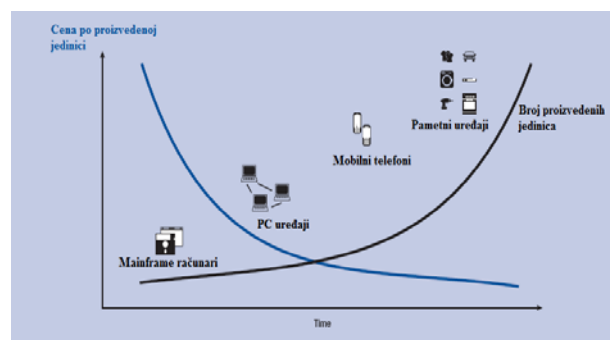 Cena po proizvedenoj
jedinici
Pametni uređaji
Broj proizvedenih
jedinica
Mobilni telefoni
PC uređaji
Mainframe računari
Time